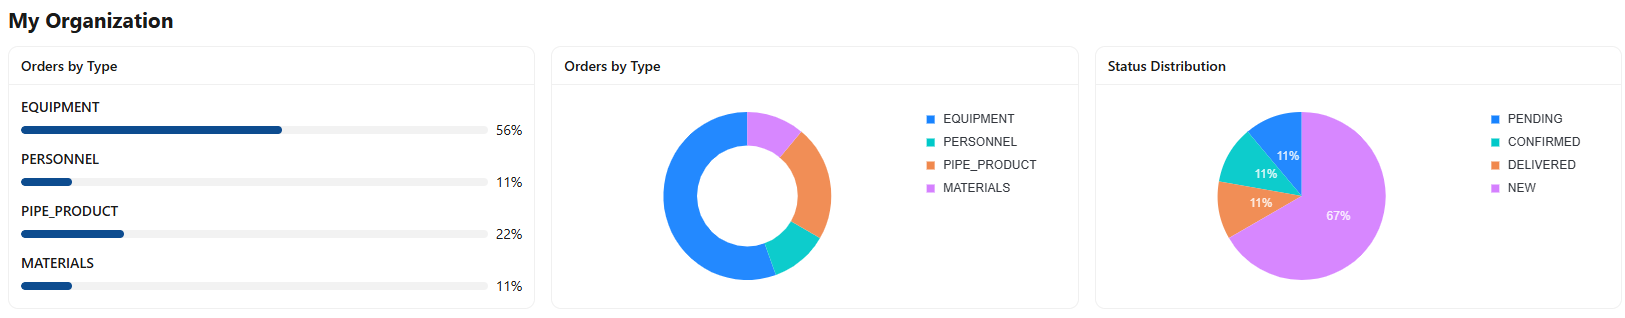 My Organization
Orders by Type
EQUIPMENT
56%
PERSONNEL
11%
PIPE_PRODUCT
22%
MATERIALS
11%
Orders by Type
EQUIPMENT
PERSONNEL
PIPE_PRODUCT
MATERIALS
Status Distribution
11%
11%
11%
67%
PENDING
CONFIRMED
DELIVERED
NEW